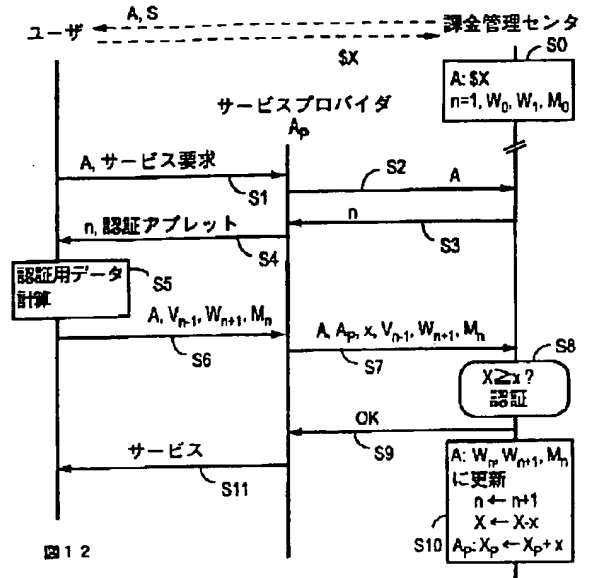 A, S
ユーザ
課金管理センタ
$X
S0
A: $X
n=1, W₀, W₁, M₀
サービスプロバイダ
Aₚ
A, サービス要求
S1
S2
A
n
S3
n, 認証アプレット
S4
認証用データ
計算
S5
A, Vₙ₋₁, Wₙ₊₁, Mₙ
S6
A, Aₚ, x, Vₙ₋₁, Wₙ₊₁, Mₙ
S7
S8
X≧x?
認証
OK
S9
サービス
S11
A: Wₙ, Wₙ₊₁, Mₙ
に更新
n ← n+1
X ← X-x
Aₚ: Xₚ ← Xₚ+x
S10
図12